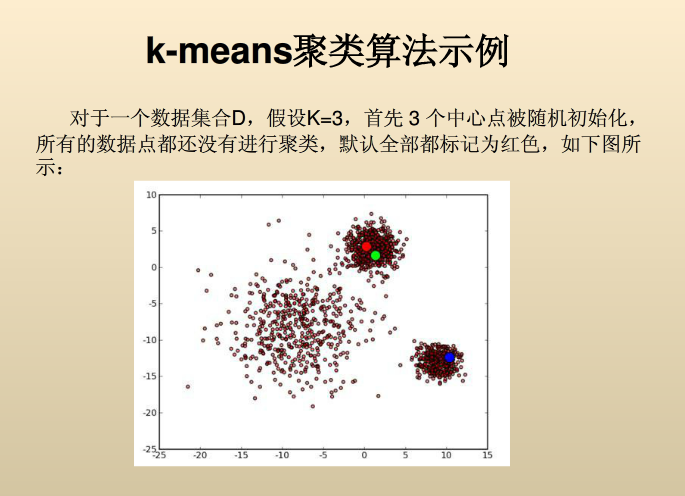 k-means聚类算法示例
对于一个数据集合D，假设K=3，首先 3 个中心点被随机初始化，
所有的数据点都还没有进行聚类，默认全部都标记为红色，如下图所
示：
10
5
0
-5
-10
-15
-20
-25
-25 -20 -15 -10 -5 0 5 10 15